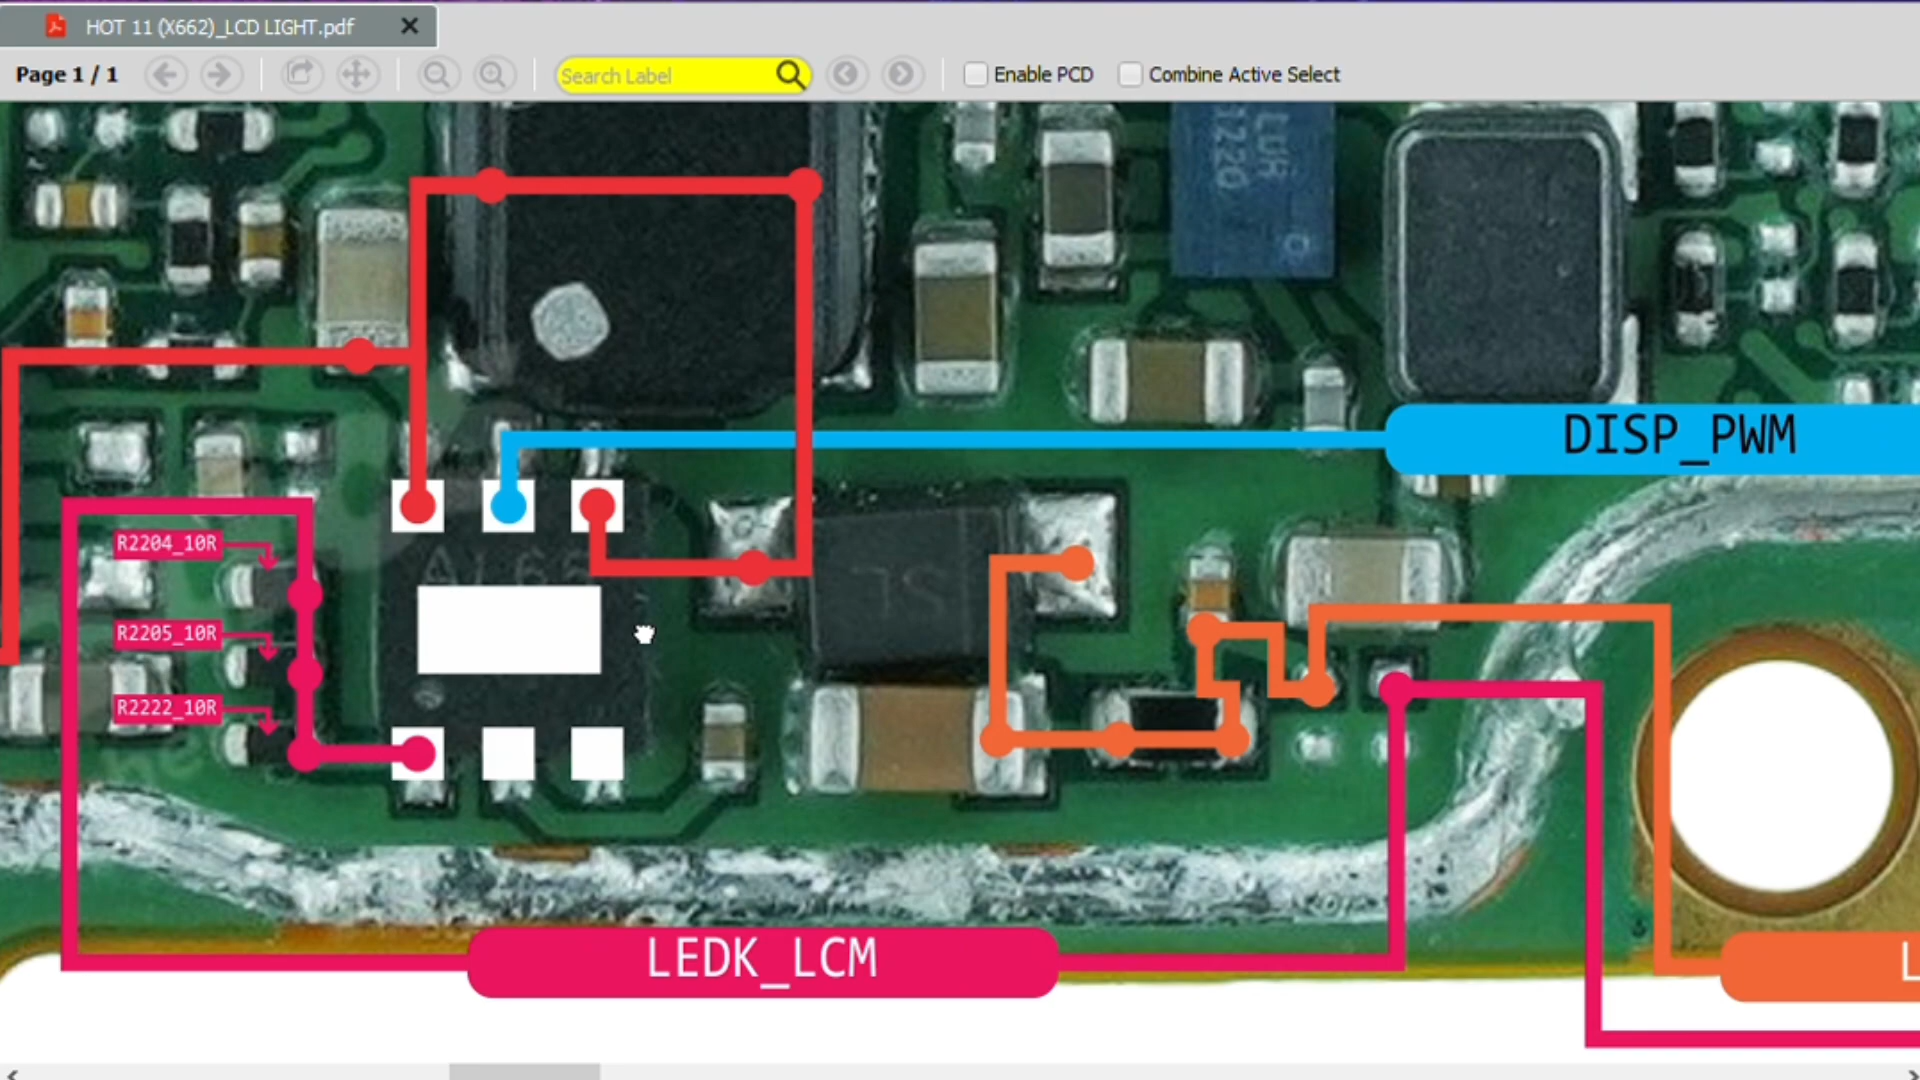 HOT 11 (X662)_LCD LIGHT.pdf
Page 1 / 1
Search Label
Enable PCD
Combine Active Select
DISP_PWM
R2204_10R
R2205_10R
R2222_10R
LEDK_LCM
L